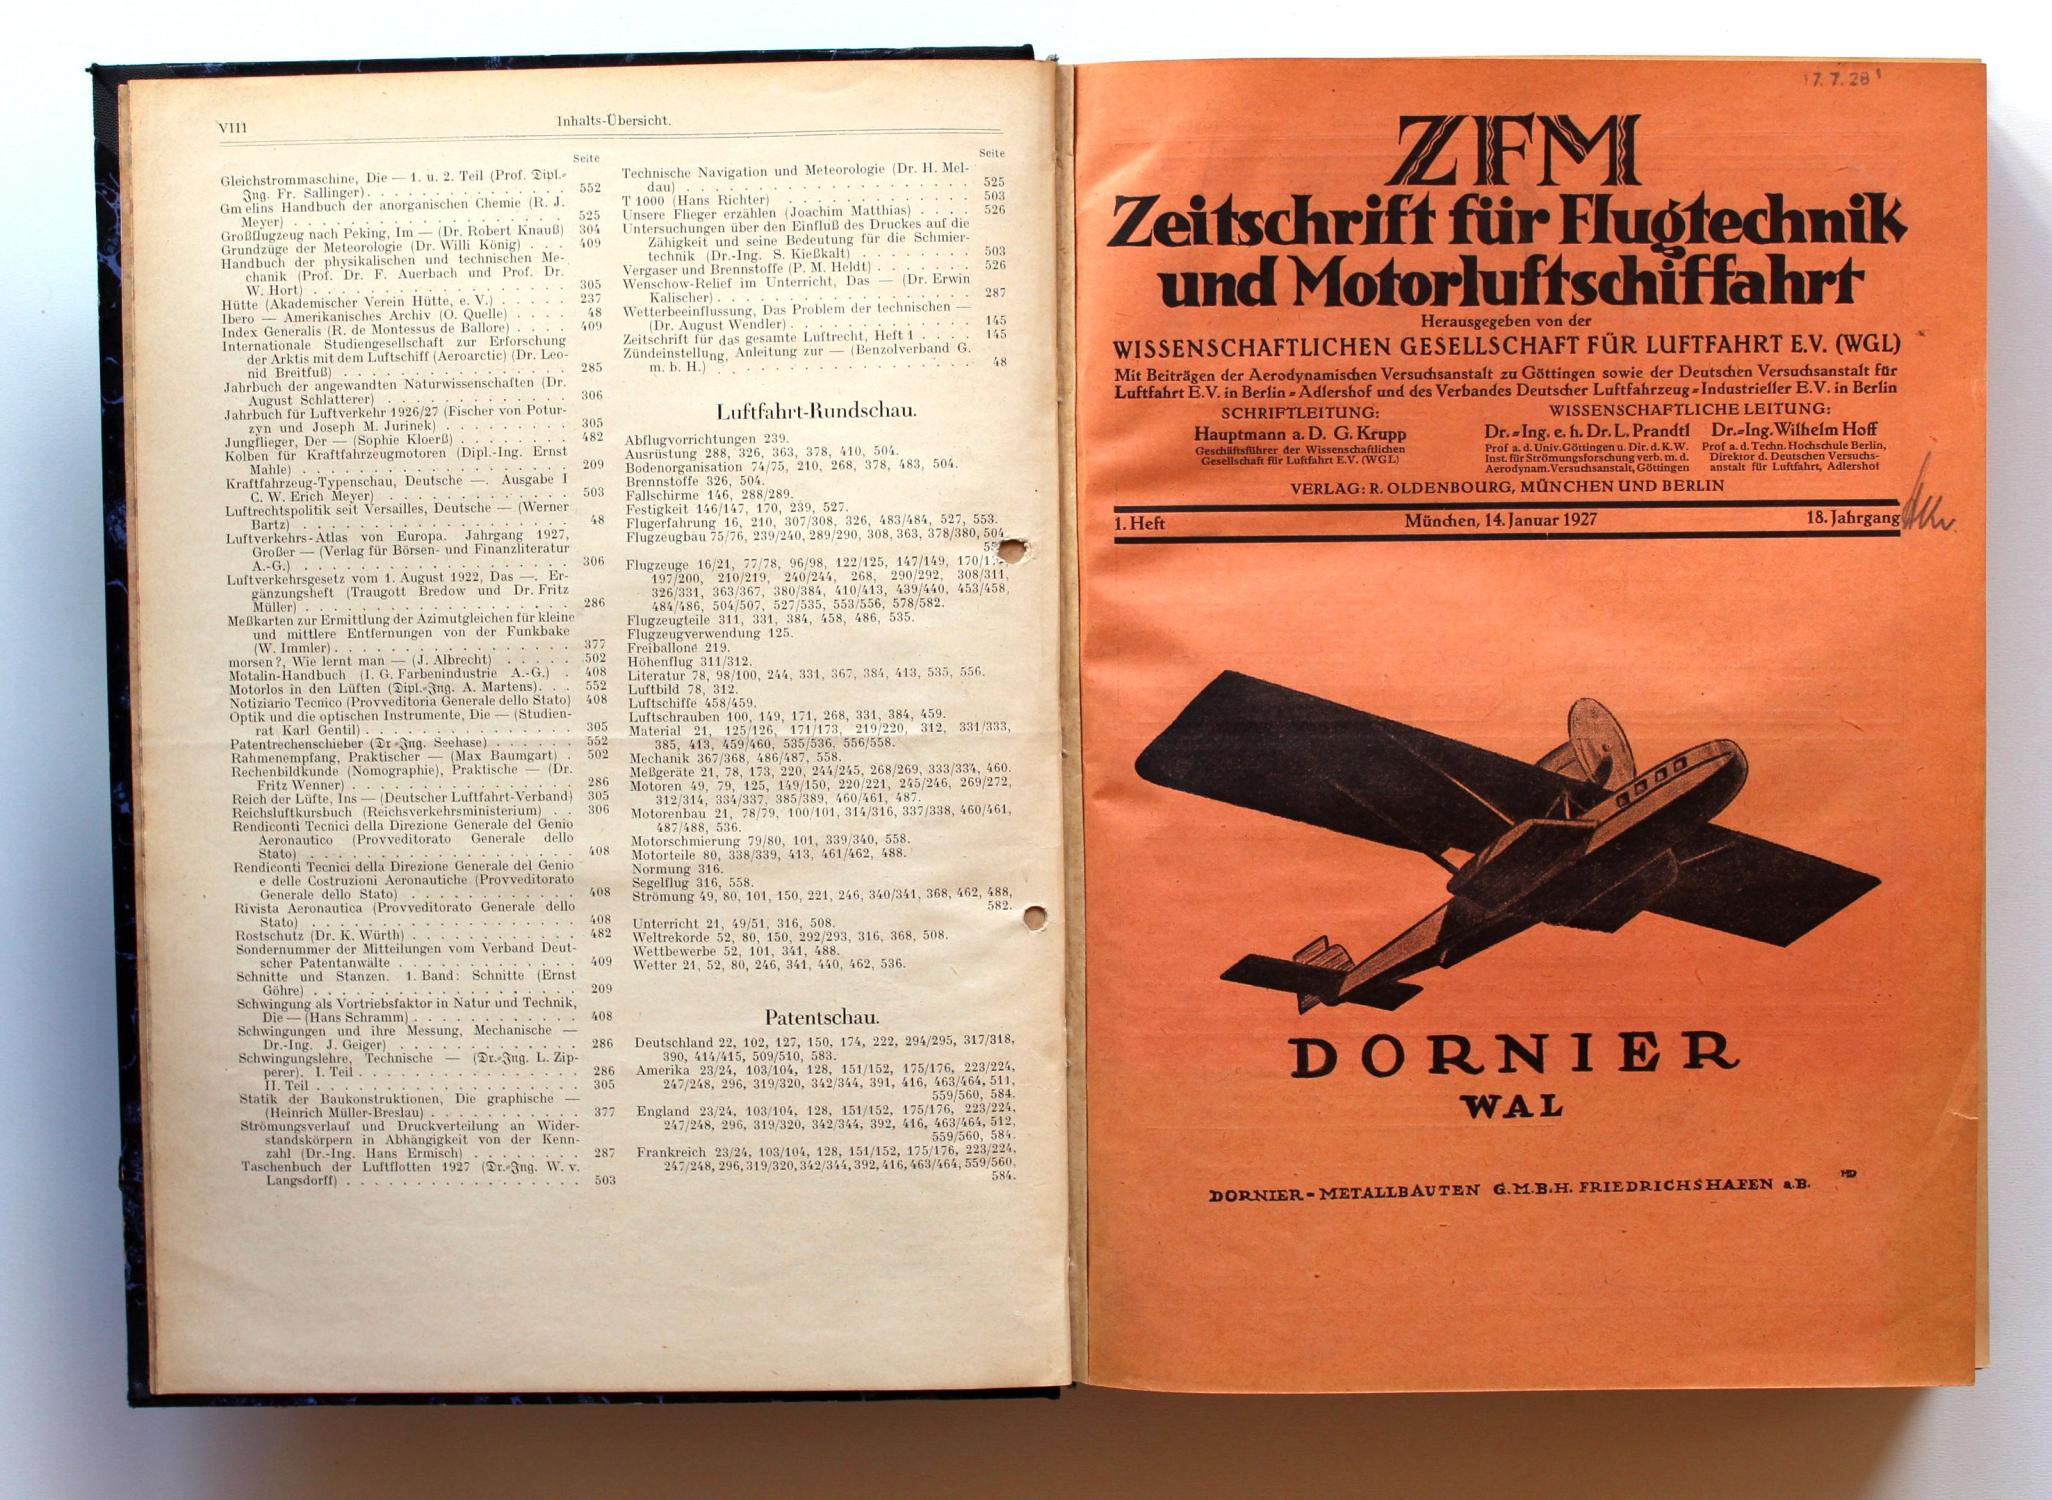 VIII
Inhalts-Übersicht.
Seite
Gleichstrommaschine, Die — 1. u. 2. Teil (Prof. Dipl.-
Ing. Fr. Sallinger) . . . . . . . . . . . . . . . . 552
Gmelins Handbuch der anorganischen Chemie (R. J.
Meyer) . . . . . . . . . . . . . . . . . . . . 525
Großflugzeug nach Peking, Im — (Dr. Robert Knauß) 304
Grundzüge der Meteorologie (Dr. Willi König) . . . 409
Handbuch der physikalischen und technischen Me-
chanik (Prof. Dr. F. Auerbach und Prof. Dr.
W. Hort) . . . . . . . . . . . . . . . . . . . 305
Hütte (Akademischer Verein Hütte, e. V.) . . . . . 237
Ibero — Amerikanisches Archiv (O. Quelle) . . . . 48
Index Generalis (R. de Montessus de Ballore) . . . . 409
Internationale Studiengesellschaft zur Erforschung
der Arktis mit dem Luftschiff (Aeroarctic) (Dr. Leo-
nid Breitfuß) . . . . . . . . . . . . . . . . . 285
Jahrbuch der angewandten Naturwissenschaften (Dr.
August Schlatterer) . . . . . . . . . . . . . . 306
Jahrbuch für Luftverkehr 1926/27 (Fischer von Potur-
zyn und Joseph M. Jurinek) . . . . . . . . . . 305
Jungflieger, Der — (Sophie Kloerß) . . . . . . . . 482
Kolben für Kraftfahrzeugmotoren (Dipl.-Ing. Ernst
Mahle) . . . . . . . . . . . . . . . . . . . . 209
Kraftfahrzeug-Typenschau, Deutsche —. Ausgabe I
C. W. Erich Meyer) . . . . . . . . . . . . . . 503
Luftrechtspolitik seit Versailles, Deutsche — (Werner
Bartz) . . . . . . . . . . . . . . . . . . . . 48
Luftverkehrs-Atlas von Europa. Jahrgang 1927,
Großer — (Verlag für Börsen- und Finanzliteratur
A.-G.) . . . . . . . . . . . . . . . . . . . . 306
Luftverkehrsgesetz vom 1. August 1922, Das —. Er-
gänzungsheft (Traugott Bredow und Dr. Fritz
Müller) . . . . . . . . . . . . . . . . . . . . 286
Meßkarten zur Ermittlung der Azimutgleichen für kleine
und mittlere Entfernungen von der Funkbake
(W. Immler) . . . . . . . . . . . . . . . . . . 377
morsen?, Wie lernt man — (J. Albrecht) . . . . . 502
Motalin-Handbuch (I. G. Farbenindustrie A.-G.) . 408
Motorlos in den Lüften (Dipl.-Ing. A. Martens) . . . 552
Notiziario Tecnico (Provveditoria Generale dello Stato) 408
Optik und die optischen Instrumente, Die — (Studien-
rat Karl Gentil) . . . . . . . . . . . . . . . . 305
Patentrechenschieber (Dr.-Ing. Seehase) . . . . . . 552
Rahmenempfang, Praktischer — (Max Baumgart) . 502
Rechenbildkunde (Nomographie), Praktische — (Dr.
Fritz Wenner) . . . . . . . . . . . . . . . . . 286
Reich der Lüfte, Ins — (Deutscher Luftfahrt-Verband) 305
Reichsluftkursbuch (Reichsverkehrsministerium) . . 306
Rendiconti Tecnici della Direzione Generale del Genio
Aeronautico (Provveditorato Generale dello
Stato) . . . . . . . . . . . . . . . . . . . . 408
Rendiconti Tecnici della Direzione Generale del Genio
e delle Costruzioni Aeronautiche (Provveditorato
Generale dello Stato) . . . . . . . . . . . . . 408
Rivista Aeronautica (Provveditorato Generale dello
Stato) . . . . . . . . . . . . . . . . . . . . 408
Rostschutz (Dr. K. Würth) . . . . . . . . . . . . 482
Sondernummer der Mitteilungen vom Verband Deut-
scher Patentanwälte . . . . . . . . . . . . . . 409
Schnitte und Stanzen. 1. Band: Schnitte (Ernst
Göhre) . . . . . . . . . . . . . . . . . . . . 209
Schwingung als Vortriebsfaktor in Natur und Technik,
Die — (Hans Schramm) . . . . . . . . . . . . . 408
Schwingungen und ihre Messung, Mechanische —
Dr.-Ing. J. Geiger) . . . . . . . . . . . . . . . 286
Schwingungslehre, Technische — (Dr.-Ing. L. Zip-
perer). I. Teil . . . . . . . . . . . . . . . . . 286
II. Teil . . . . . . . . . . . . . . . . . . . . 305
Statik der Baukonstruktionen, Die graphische —
(Heinrich Müller-Breslau) . . . . . . . . . . . . 377
Strömungsverlauf und Druckverteilung an Wider-
standskörpern in Abhängigkeit von der Kenn-
zahl (Dr.-Ing. Hans Ermisch) . . . . . . . . . . 287
Taschenbuch der Luftflotten 1927 (Dr.-Ing. W. v.
Langsdorff) . . . . . . . . . . . . . . . . . . 503
Seite
Technische Navigation und Meteorologie (Dr. H. Mel-
dau) . . . . . . . . . . . . . . . . . . . . . 525
T 1000 (Hans Richter) . . . . . . . . . . . . . . 503
Unsere Flieger erzählen (Joachim Matthias) . . . . 526
Untersuchungen über den Einfluß des Druckes auf die
Zähigkeit und seine Bedeutung für die Schmier-
technik (Dr.-Ing. S. Kießkalt) . . . . . . . . . 503
Vergaser und Brennstoffe (P. M. Heldt) . . . . . . 526
Wenschow-Relief im Unterricht, Das — (Dr. Erwin
Kalischer) . . . . . . . . . . . . . . . . . . . 287
Wetterbeeinflussung, Das Problem der technischen —
(Dr. August Wendler) . . . . . . . . . . . . . . 145
Zeitschrift für das gesamte Luftrecht, Heft 1 . . . . 145
Zündeinstellung, Anleitung zur — (Benzolverband G.
m. b. H.) . . . . . . . . . . . . . . . . . . . 48
Luftfahrt-Rundschau.
Abflugvorrichtungen 239.
Ausrüstung 288, 326, 363, 378, 410, 504.
Bodenorganisation 74/75, 210, 268, 378, 483, 504.
Brennstoffe 326, 504.
Fallschirme 146, 288/289.
Festigkeit 146/147, 170, 239, 527.
Flugerfahrung 16, 210, 307/308, 326, 483/484, 527, 553.
Flugzeugbau 75/76, 239/240, 289/290, 308, 363, 378/380, 504,
Flugzeuge 16/21, 77/78, 96/98, 122/125, 147/149,
197/200, 210/219, 240/244, 268, 290/292, 308/311,
326/331, 363/367, 380/384, 410/413, 439/440, 453/458,
484/486, 504/507, 527/535, 553/556, 578/582.
Flugzeugteile 311, 331, 384, 458, 486, 535.
Flugzeugverwendung 125.
Freiballone 219.
Höhenflug 311/312.
Literatur 78, 98/100, 244, 331, 367, 384, 413, 535, 556.
Luftbild 78, 312.
Luftschiffe 458/459.
Luftschrauben 100, 149, 171, 268, 331, 384, 459.
Material 21, 125/126, 171/173, 219/220, 312, 331/333,
385, 413, 459/460, 535/536, 556/558.
Mechanik 367/368, 486/487, 558.
Meßgeräte 21, 78, 173, 220, 244/245, 268/269, 333/334, 460.
Motoren 49, 79, 125, 149/150, 220/221, 245/246, 269/272,
312/314, 334/337, 385/389, 460/461, 487.
Motorenbau 21, 78/79, 100/101, 314/316, 337/338, 460/461,
487/488, 536.
Motorschmierung 79/80, 101, 339/340, 558.
Motorteile 80, 338/339, 413, 461/462, 488.
Normung 316.
Segelflug 316, 558.
Strömung 49, 80, 101, 150, 221, 246, 340/341, 368, 462, 488,
582.
Unterricht 21, 49/51, 316, 508.
Weltrekorde 52, 80, 150, 292/293, 316, 368, 508.
Wettbewerbe 52, 101, 341, 488.
Wetter 21, 52, 80, 246, 341, 440, 462, 536.
Patentschau.
Deutschland 22, 102, 127, 150, 174, 222, 294/295, 317/318,
390, 414/415, 509/510, 583.
Amerika 23/24, 103/104, 128, 151/152, 175/176, 223/224,
247/248, 296, 319/320, 342/344, 391, 416, 463/464, 511,
559/560, 584.
England 23/24, 103/104, 128, 151/152, 175/176, 223/224,
247/248, 296, 319/320, 342/344, 392, 416, 463/464, 512,
559/560, 584.
Frankreich 23/24, 103/104, 128, 151/152, 175/176, 223/224,
247/248, 296, 319/320, 342/344, 392, 416, 463/464, 559/560,
584.
7.7.28
ZFM
Zeitschrift für Flugtechnik
und Motorluftschiffahrt
Herausgegeben von der
WISSENSCHAFTLICHEN GESELLSCHAFT FÜR LUFTFAHRT E.V. (WGL)
Mit Beiträgen der Aerodynamischen Versuchsanstalt zu Göttingen sowie der Deutschen Versuchsanstalt für
Luftfahrt E.V. in Berlin-Adlershof und des Verbandes Deutscher Luftfahrzeug-Industrieller E.V. in Berlin
SCHRIFTLEITUNG:
Hauptmann a. D. G. Krupp
Geschäftsführer der Wissenschaftlichen
Gesellschaft für Luftfahrt E.V. (WGL)
WISSENSCHAFTLICHE LEITUNG:
Dr.-Ing. e. h. Dr. L. Prandtl
Prof a. d. Univ. Göttingen u. Dir. d. K.W.
Inst. für Strömungsforschung verb. m. d.
Aerodynam. Versuchsanstalt, Göttingen
Dr.-Ing. Wilhelm Hoff
Prof a. d. Techn. Hochschule Berlin,
Direktor d. Deutschen Versuchs-
anstalt für Luftfahrt, Adlershof
VERLAG: R. OLDENBOURG, MÜNCHEN UND BERLIN
1. Heft München, 14. Januar 1927 18. Jahrgang
DORNIER
WAL
DORNIER-METALLBAUTEN G.M.B.H. FRIEDRICHSHAFEN a.B.